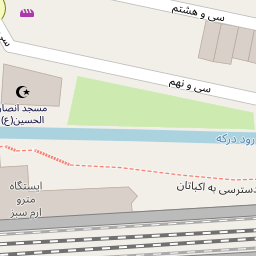 سی و هشتم
سی و نهم
مسجد انصار
الحسین(ع)
رود درکه
دسترسی به اکباتان
ایستگاه
مترو
ارم سبز